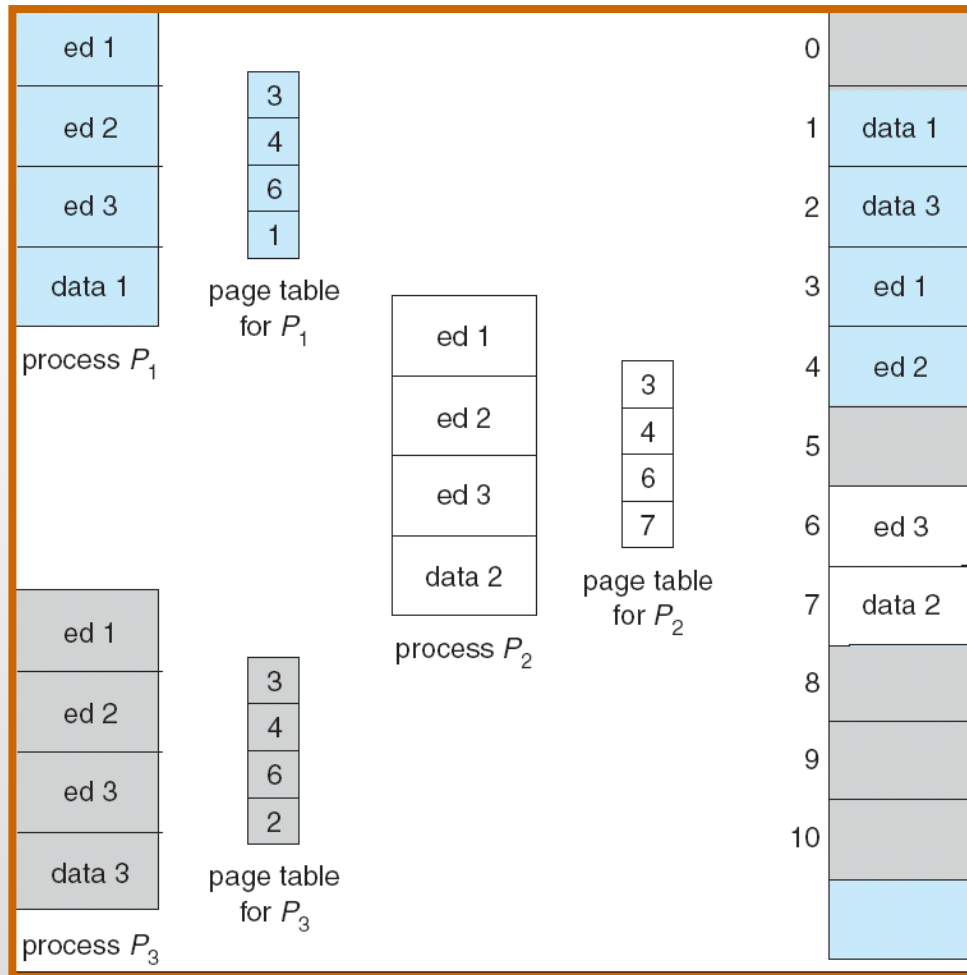 ed 1
ed 2
ed 3
data 1
process P1
3
4
6
1
page table
for P1
ed 1
ed 2
ed 3
data 2
process P2
3
4
6
7
page table
for P2
ed 1
ed 2
ed 3
data 3
process P3
3
4
6
2
page table
for P3
0
1 data 1
2 data 3
3 ed 1
4 ed 2
5
6 ed 3
7 data 2
8
9
10